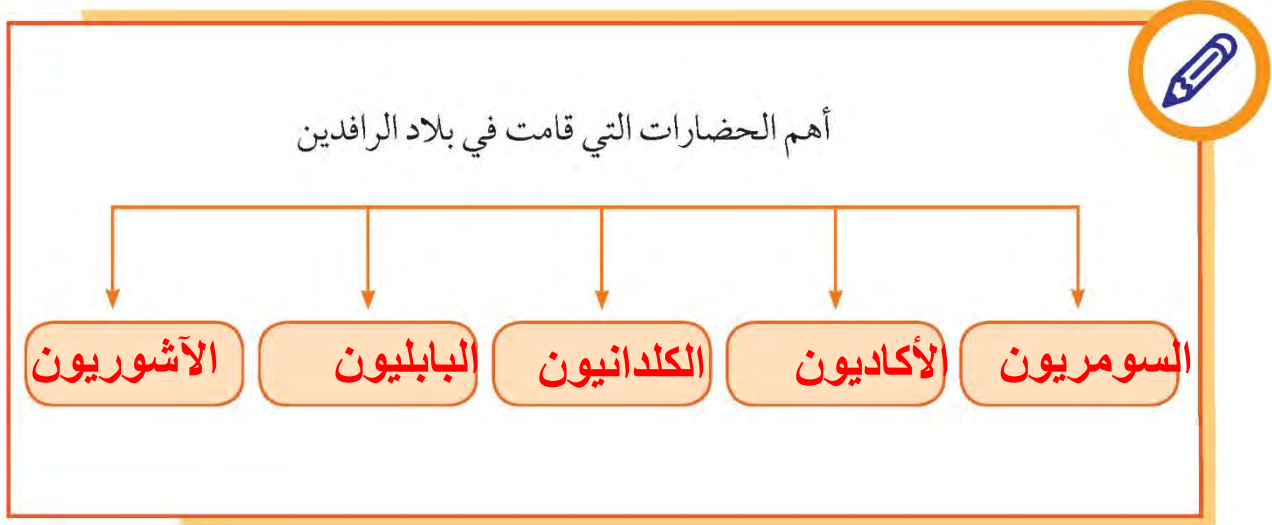 أهم الحضارات التي قامت في بلاد الرافدين
السومريون
الأكاديون
الكلدانيون
البابليون
الآشوريون